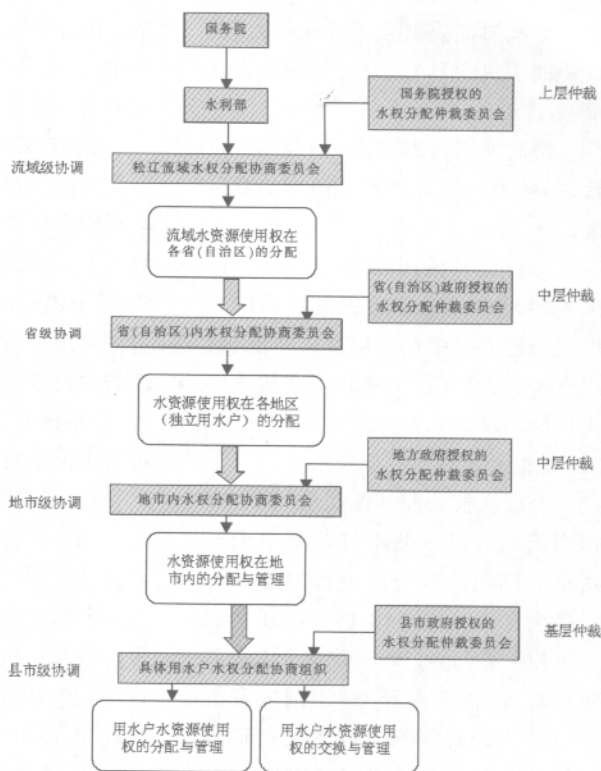 国务院
水利部
国务院授权的
水权分配仲裁委员会
上层仲裁
流域级协调
松辽流域水权分配协商委员会
流域水资源使用权在
各省(自治区)的分配
省(自治区)政府授权的
水权分配仲裁委员会
中层仲裁
省级协调
省(自治区)内水权分配协商委员会
水资源使用权在各地区
（独立用水户）的分配
地方政府授权的
水权分配仲裁委员会
中层仲裁
地市级协调
地市内水权分配协商委员会
水资源使用权在地
市内的分配与管理
县市政府授权的
水权分配仲裁委员会
基层仲裁
县市级协调
具体用水户水权分配协商组织
用水户水资源使用
权的分配与管理
用水户水资源使用
权的交换与管理